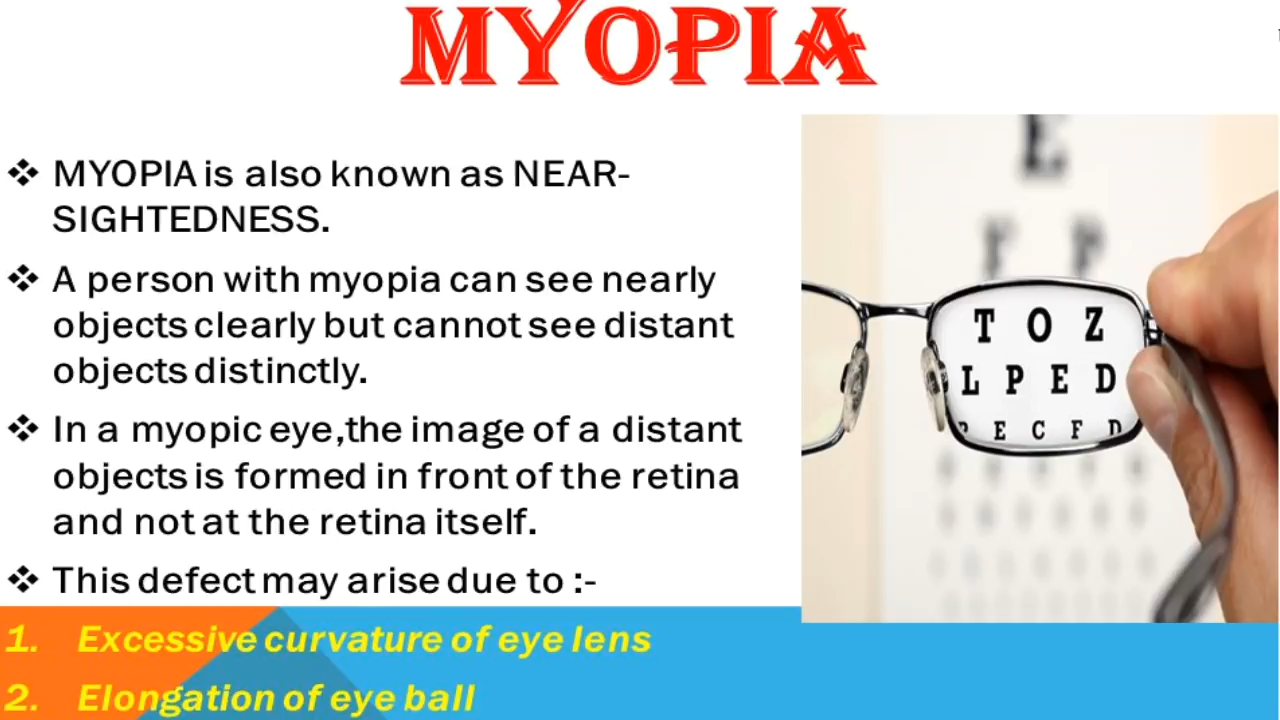 MYOPIA
❖ MYOPIA is also known as NEAR-
SIGHTEDNESS.
❖ A person with myopia can see nearly
objects clearly but cannot see distant
objects distinctly.
❖ In a myopic eye,the image of a distant
objects is formed in front of the retina
and not at the retina itself.
❖ This defect may arise due to :-
1. Excessive curvature of eye lens
2. Elongation of eye ball
E
F P
T O Z
L P E D
E C F D